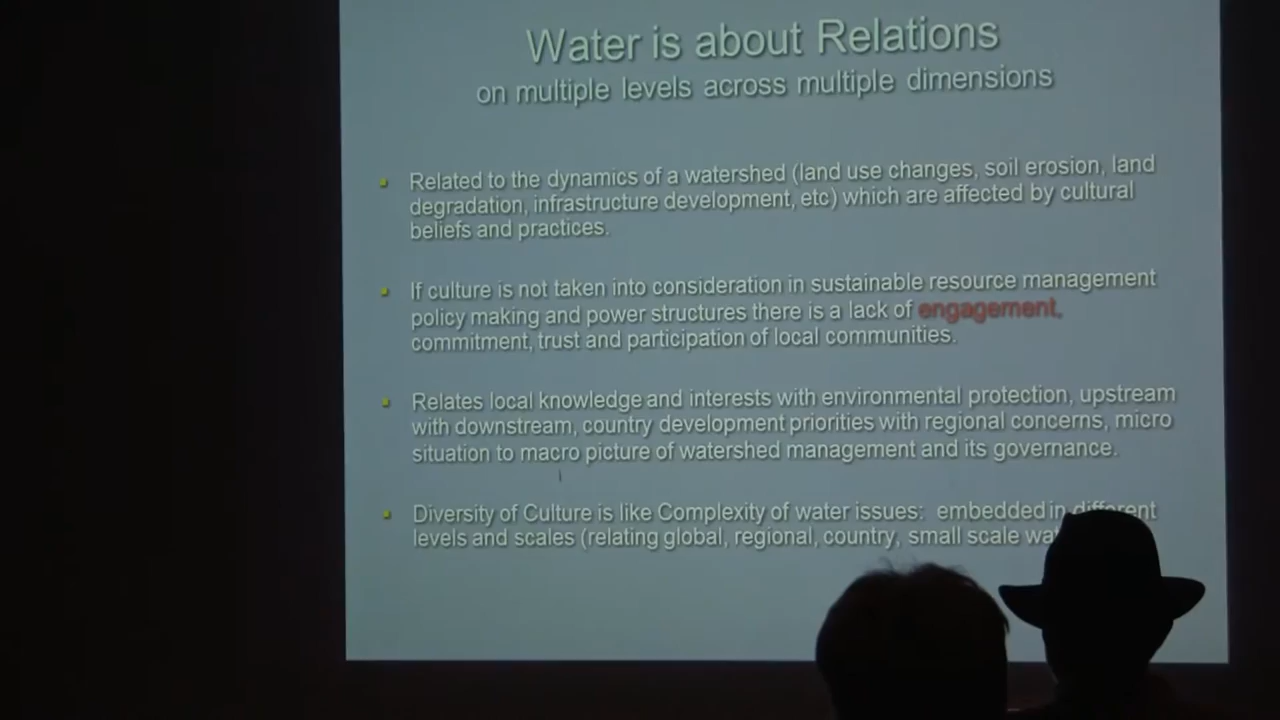 Water is about Relations
on multiple levels across multiple dimensions
Related to the dynamics of a watershed (land use changes, soil erosion, land
degradation, infrastructure development, etc) which are affected by cultural
beliefs and practices.
If culture is not taken into consideration in sustainable resource management
policy making and power structures there is a lack of engagement,
commitment, trust and participation of local communities.
Relates local knowledge and interests with environmental protection, upstream
with downstream, country development priorities with regional concerns, micro
situation to macro picture of watershed management and its governance.
Diversity of Culture is like Complexity of water issues: embedded in different
levels and scales (relating global, regional, country, small scale